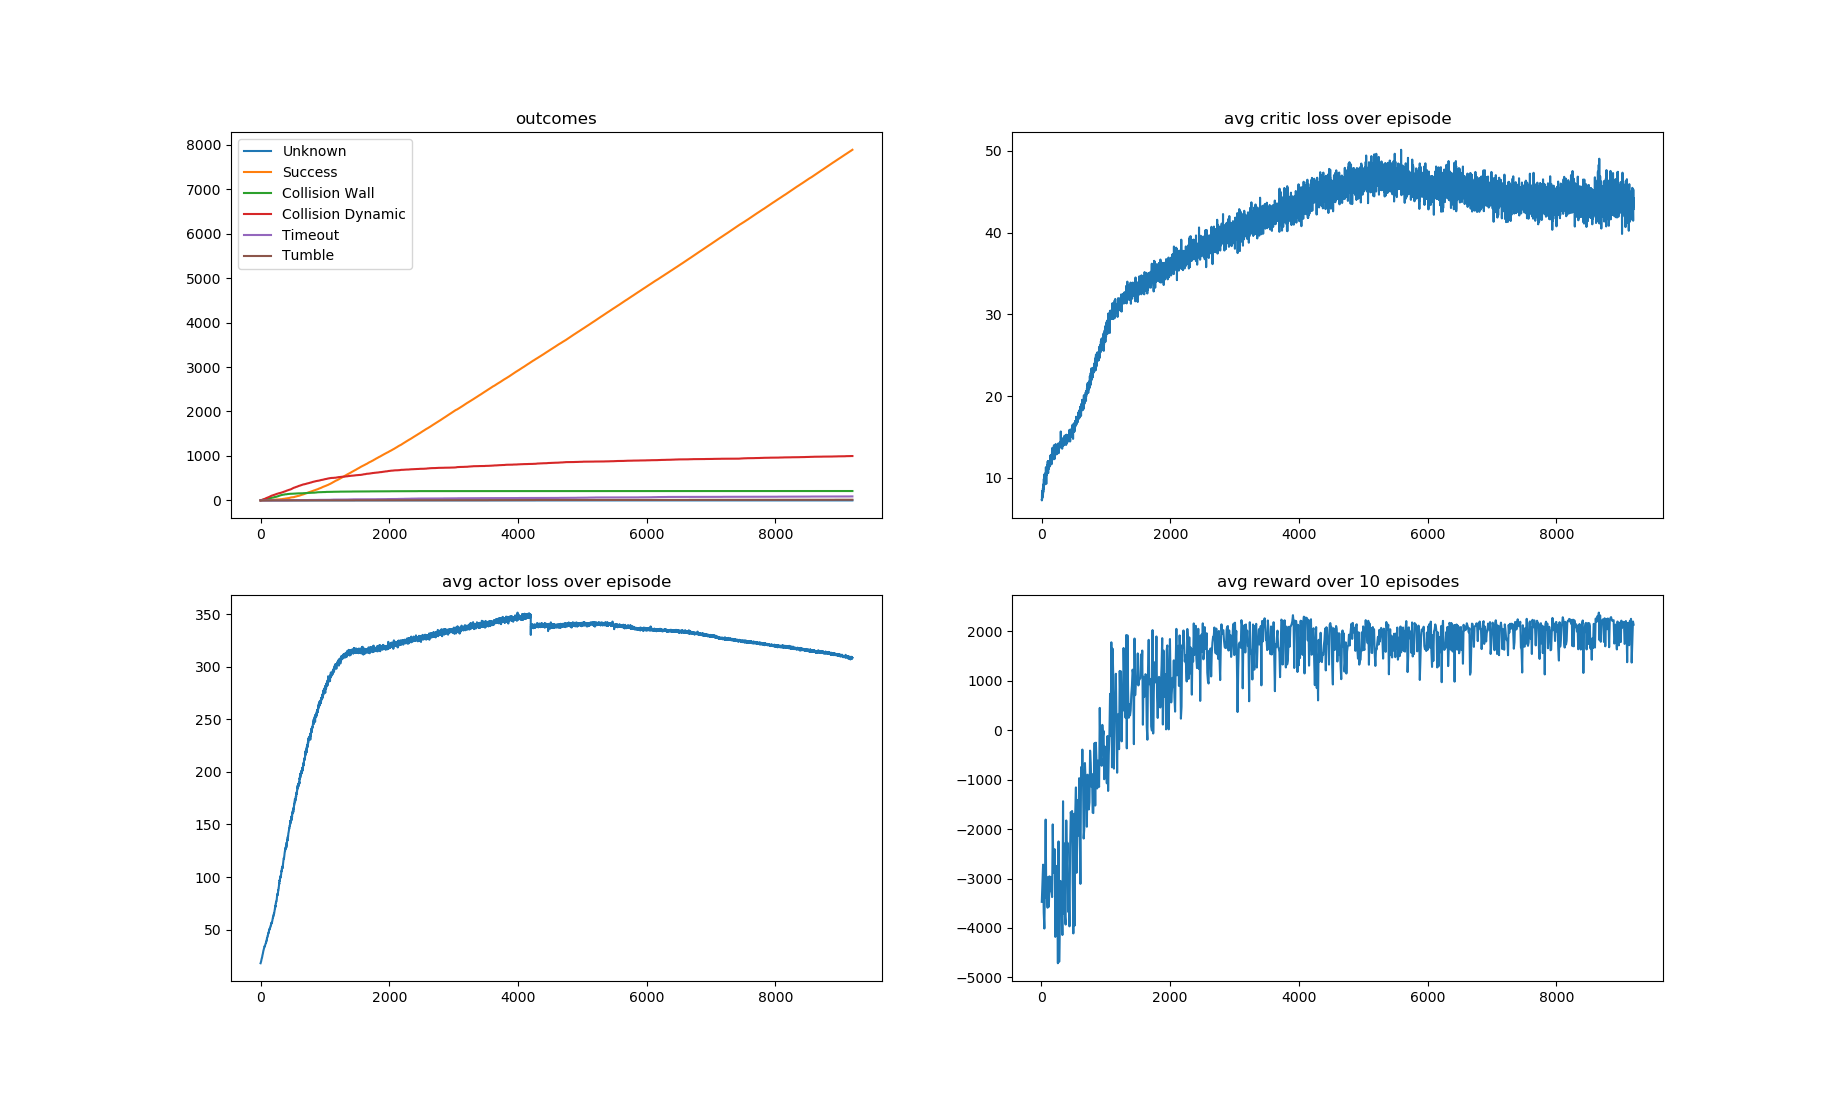 outcomes
8000
7000
6000
5000
4000
3000
2000
1000
0
Unknown
Success
Collision Wall
Collision Dynamic
Timeout
Tumble
0 2000 4000 6000 8000
avg critic loss over episode
50
40
30
20
10
0 2000 4000 6000 8000
avg actor loss over episode
350
300
250
200
150
100
50
0 2000 4000 6000 8000
avg reward over 10 episodes
2000
1000
0
−1000
−2000
−3000
−4000
−5000
0 2000 4000 6000 8000